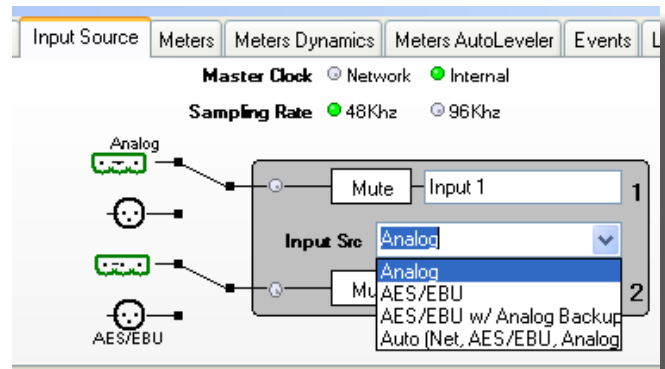 Input Source Meters Meters Dynamics Meters AutoLeveler Events L
Master Clock Network Internal
Sampling Rate 48Khz 96Khz
Analog
Mute Input 1 1
Input Src Analog
Analog
Mu 2
AES/EBU
AES/EBU w/ Analog Backup
Auto (Net, AES/EBU, Analog
AES/EBU